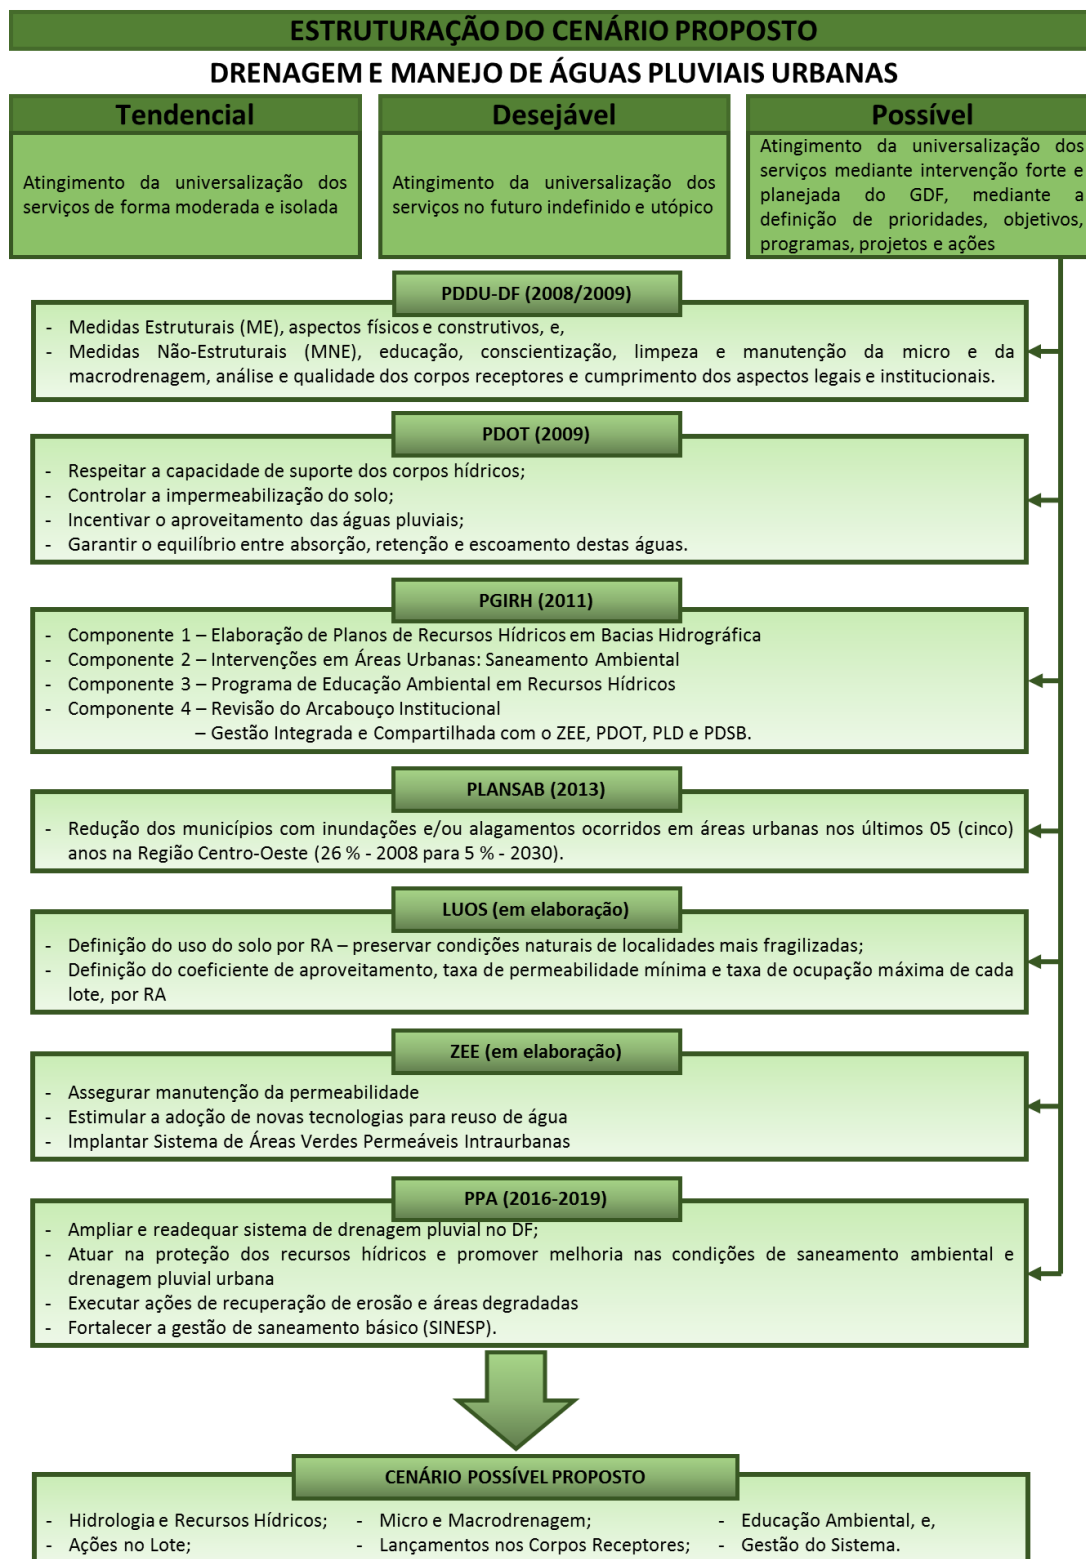 ESTRUTURAÇÃO DO CENÁRIO PROPOSTO
DRENAGEM E MANEJO DE ÁGUAS PLUVIAIS URBANAS
Tendencial
Atingimento da universalização dos
serviços de forma moderada e isolada
Desejável
Atingimento da universalização dos
serviços no futuro indefinido e utópico
Possível
Atingimento da universalização dos
serviços mediante intervenção forte e
planejada do GDF, mediante a
definição de prioridades, objetivos,
programas, projetos e ações
PDDU-DF (2008/2009)
- Medidas Estruturais (ME), aspectos físicos e construtivos, e,
- Medidas Não-Estruturais (MNE), educação, conscientização, limpeza e manutenção da micro e da
macrodrenagem, análise e qualidade dos corpos receptores e cumprimento dos aspectos legais e institucionais.
PDOT (2009)
- Respeitar a capacidade de suporte dos corpos hídricos;
- Controlar a impermeabilização do solo;
- Incentivar o aproveitamento das águas pluviais;
- Garantir o equilíbrio entre absorção, retenção e escoamento destas águas.
PGIRH (2011)
- Componente 1 – Elaboração de Planos de Recursos Hídricos em Bacias Hidrográfica
- Componente 2 – Intervenções em Áreas Urbanas: Saneamento Ambiental
- Componente 3 – Programa de Educação Ambiental em Recursos Hídricos
- Componente 4 – Revisão do Arcabouço Institucional
– Gestão Integrada e Compartilhada com o ZEE, PDOT, PLD e PDSB.
PLANSAB (2013)
- Redução dos municípios com inundações e/ou alagamentos ocorridos em áreas urbanas nos últimos 05 (cinco)
anos na Região Centro-Oeste (26 % - 2008 para 5 % - 2030).
LUOS (em elaboração)
- Definição do uso do solo por RA – preservar condições naturais de localidades mais fragilizadas;
- Definição do coeficiente de aproveitamento, taxa de permeabilidade mínima e taxa de ocupação máxima de cada
lote, por RA
ZEE (em elaboração)
- Assegurar manutenção da permeabilidade
- Estimular a adoção de novas tecnologias para reuso de água
- Implantar Sistema de Áreas Verdes Permeáveis Intraurbanas
PPA (2016-2019)
- Ampliar e readequar sistema de drenagem pluvial no DF;
- Atuar na proteção dos recursos hídricos e promover melhoria nas condições de saneamento ambiental e
drenagem pluvial urbana
- Executar ações de recuperação de erosão e áreas degradadas
- Fortalecer a gestão de saneamento básico (SINESP).
CENÁRIO POSSÍVEL PROPOSTO
- Hidrologia e Recursos Hídricos;
- Ações no Lote;
- Micro e Macrodrenagem;
- Lançamentos nos Corpos Receptores;
- Educação Ambiental, e,
- Gestão do Sistema.